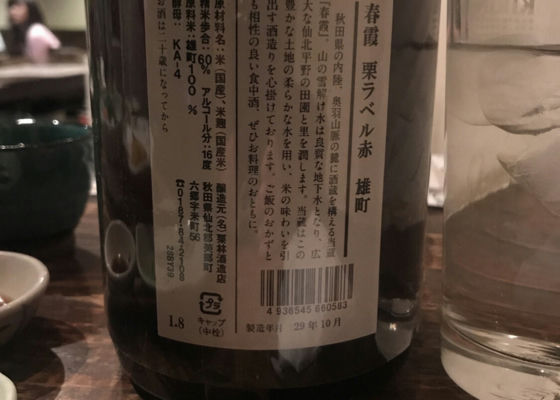 春霞 栗ラベル赤 雄町
秋田県の内陸、奥羽山脈の麓に酒蔵を構える当蔵
『春霞』。山の雪解け水は良質な地下水となり、広
大な仙北平野の田圃と里を潤します。当蔵はこの
豊かな土地の柔らかな水を用い、米の味わいを引
出す酒造りを心掛けております。ご飯のおかずと
も相性の良い食中酒。ぜひお料理のおともに。
原材料名:米(国産)、米麹(国産米)
精米歩合:60% アルコール分:16度
原料米:雄町100%
酵母:KA-4
お酒は二十歳になってから
醸造元(名)栗林酒造店
秋田県仙北郡美郷町
六郷字米町56
☎0187-84-2108
1.8
プラ
キャップ
(中栓)
4 936545 660583
製造年月 29年10月